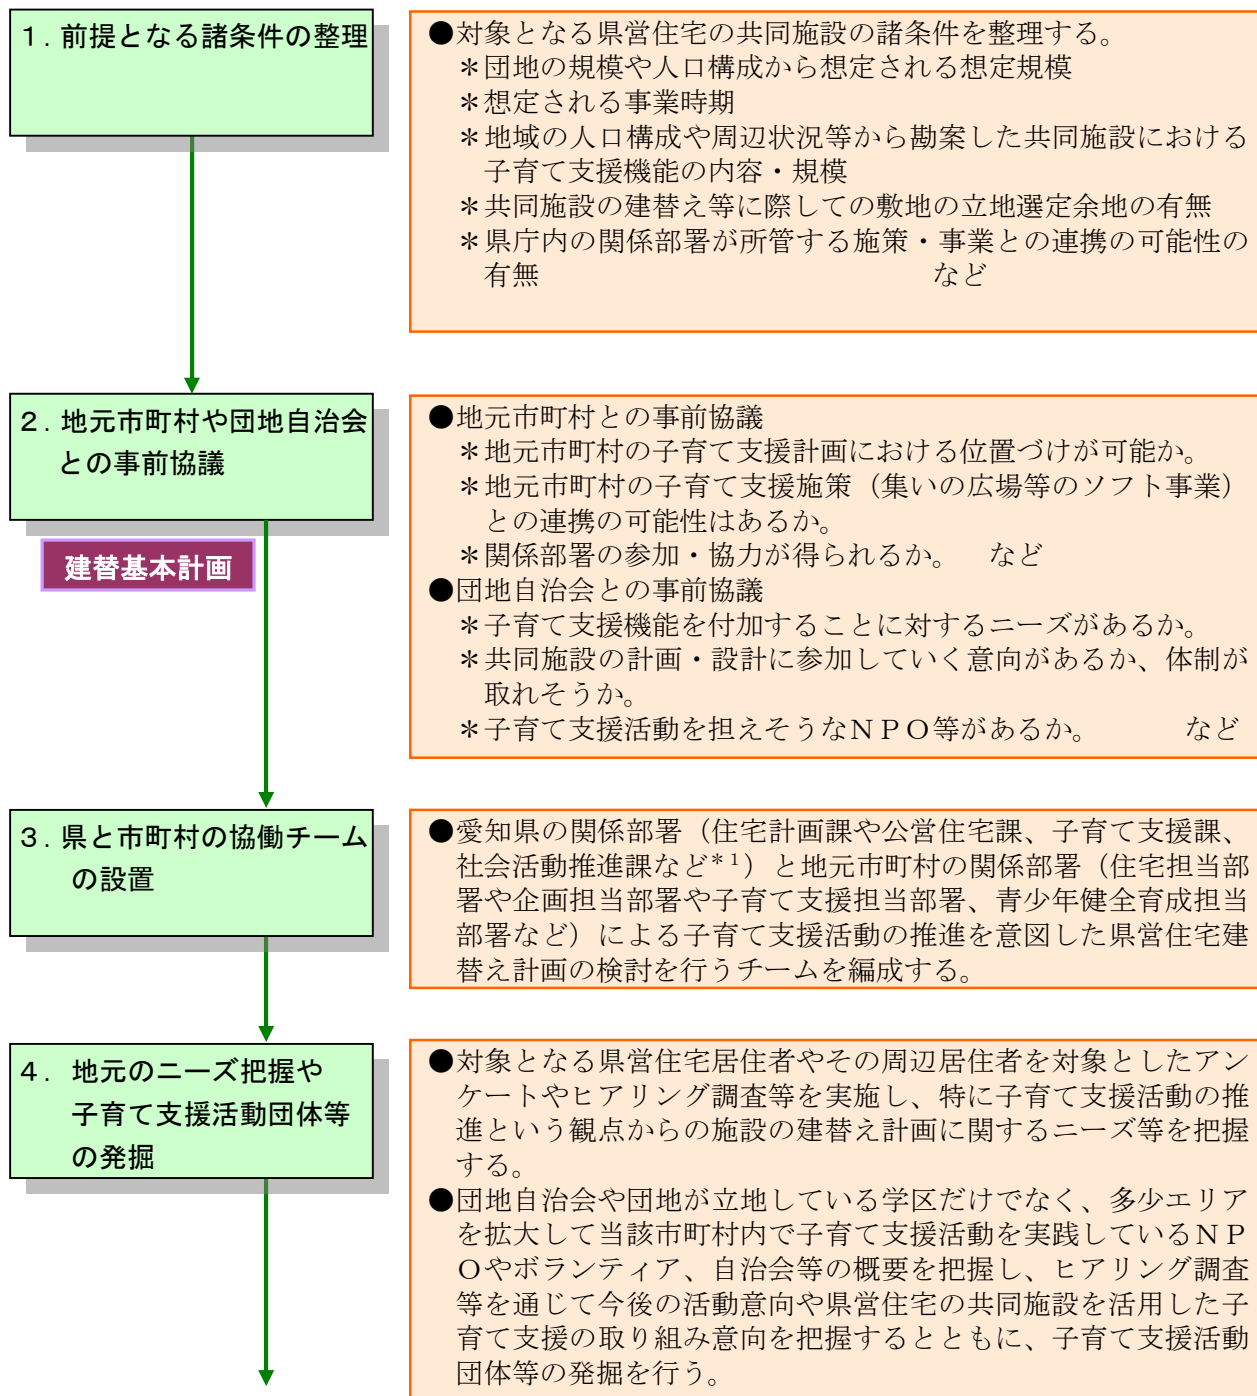 １. 前提となる諸条件の整理
●対象となる県営住宅の共同施設の諸条件を整理する。
＊団地の規模や人口構成から想定される想定規模
＊想定される事業時期
＊地域の人口構成や周辺状況等から勘案した共同施設における
子育て支援機能の内容・規模
＊共同施設の建替え等に際しての敷地の立地選定余地の有無
＊県庁内の関係部署が所管する施策・事業との連携の可能性の
有無　など
２. 地元市町村や団地自治会
との事前協議
建替基本計画
●地元市町村との事前協議
＊地元市町村の子育て支援計画における位置づけが可能か。
＊地元市町村の子育て支援施策（集いの広場等のソフト事業）
との連携の可能性はあるか。
＊関係部署の参加・協力が得られるか。　など
●団地自治会との事前協議
＊子育て支援機能を付加することに対するニーズがあるか。
＊共同施設の計画・設計に参加していく意向があるか、体制が
取れそうか。
＊子育て支援活動を担えそうなＮＰＯ等があるか。　など
３. 県と市町村の協働チーム
の設置
●愛知県の関係部署（住宅計画課や公営住宅課、子育て支援課、
社会活動推進課など*1）と地元市町村の関係部署（住宅担当部
署や企画担当部署や子育て支援担当部署、青少年健全育成担当
部署など）による子育て支援活動の推進を意図した県営住宅建
替え計画の検討を行うチームを編成する。
４. 地元のニーズ把握や
子育て支援活動団体等
の発掘
●対象となる県営住宅居住者やその周辺居住者を対象としたアン
ケートやヒアリング調査等を実施し、特に子育て支援活動の推
進という観点からの施設の建替え計画に関するニーズ等を把握
する。
●団地自治会や団地が立地している学区だけでなく、多少エリア
を拡大して当該市町村内で子育て支援活動を実践しているＮＰ
Ｏやボランティア、自治会等の概要を把握し、ヒアリング調査
等を通じて今後の活動意向や県営住宅の共同施設を活用した子
育て支援の取り組み意向を把握するとともに、子育て支援活動
団体等の発掘を行う。